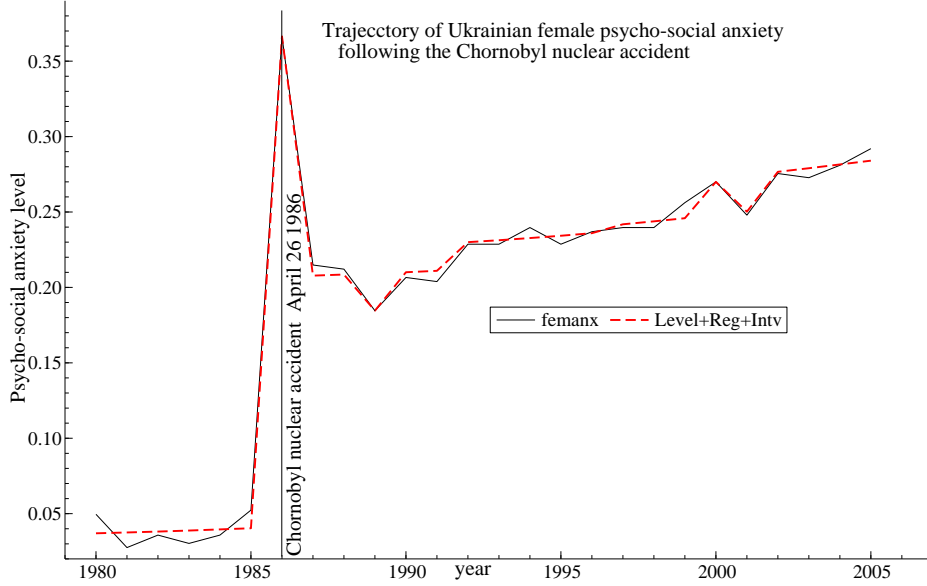 Trajecctory of Ukrainian female psycho-social anxiety
following the Chornobyl nuclear accident
Psycho-social anxiety level
0.35
0.30
0.25
0.20
0.15
0.10
0.05
Chornobyl nuclear accident April 26 1986
femanx
Level+Reg+Intv
1980
1985
1990
1995
2000
2005
year